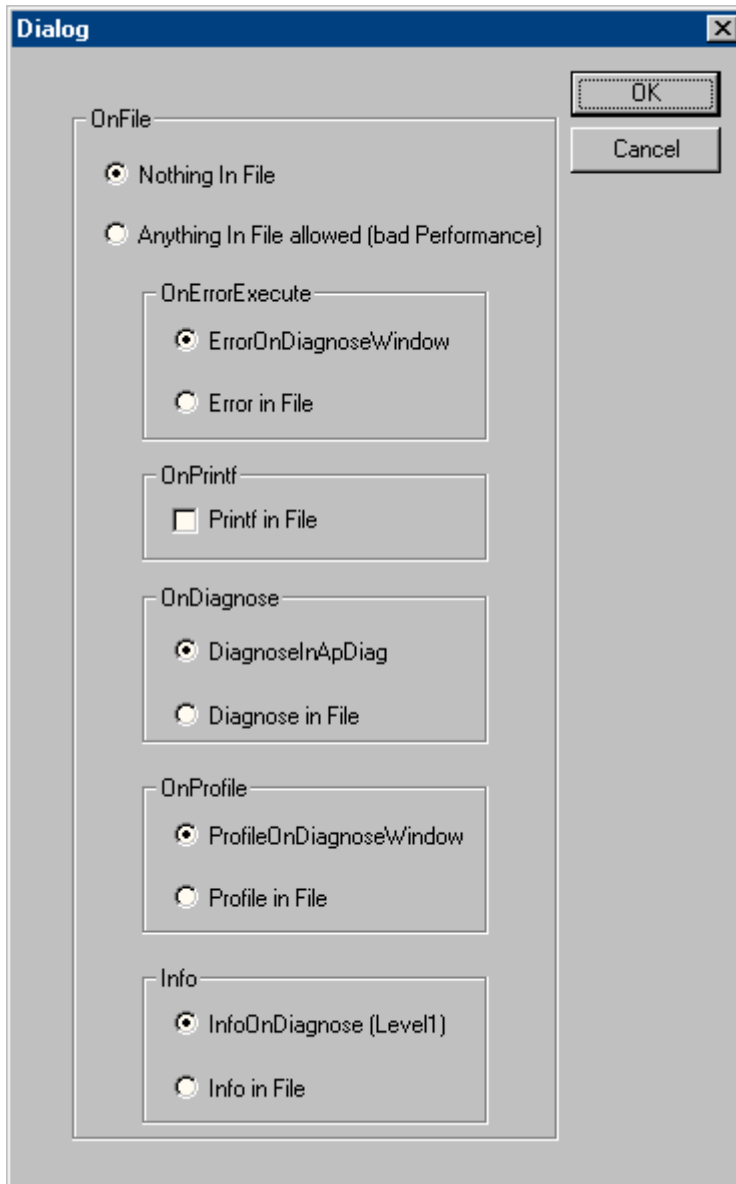 Dialog
OK
Cancel
OnFile
Nothing In File
Anything In File allowed (bad Performance)
OnErrorExecute
ErrorOnDiagnoseWindow
Error in File
OnPrintf
Printf in File
OnDiagnose
DiagnoseInApDiag
Diagnose in File
OnProfile
ProfileOnDiagnoseWindow
Profile in File
Info
InfoOnDiagnose (Level1)
Info in File